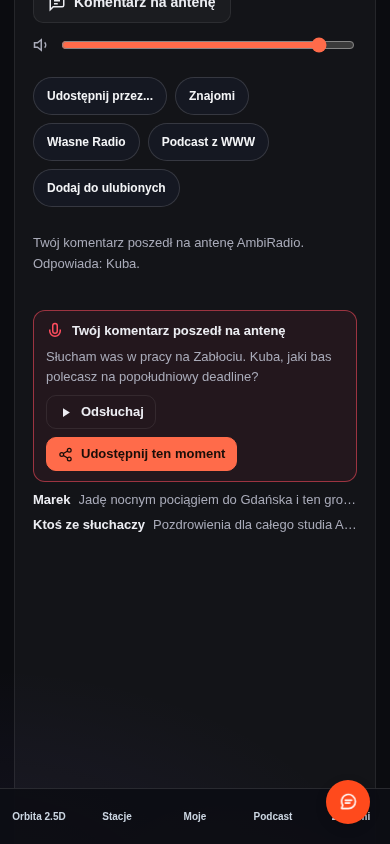 Komentarz na antenę
Udostępnij przez...
Znajomi
Własne Radio
Podcast z WWW
Dodaj do ulubionych
Twój komentarz poszedł na antenę AmbiRadio.
Odpowiada: Kuba.
Twój komentarz poszedł na antenę
Słucham was w pracy na Zabłociu. Kuba, jaki bas
polecasz na popołudniowy deadline?
Odsłuchaj
Udostępnij ten moment
Marek Jadę nocnym pociągiem do Gdańska i ten gro...
Ktoś ze słuchaczy Pozdrowienia dla całego studia A...
Orbita 2.5D
Stacje
Moje
Podcast